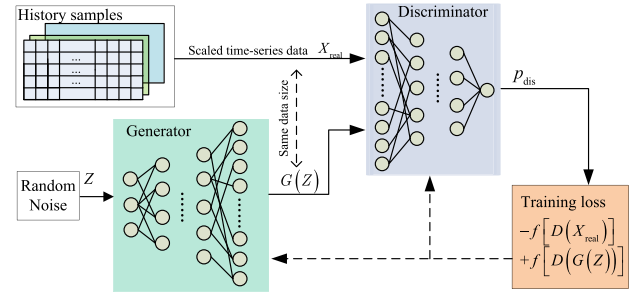 History samples
...
...
...
Scaled time-series data X_real
Discriminator
p_dis
Same data size
Generator
G(Z)
Random
Noise
Z
Training loss
−f[D(X_real)]
+f[D(G(Z))]